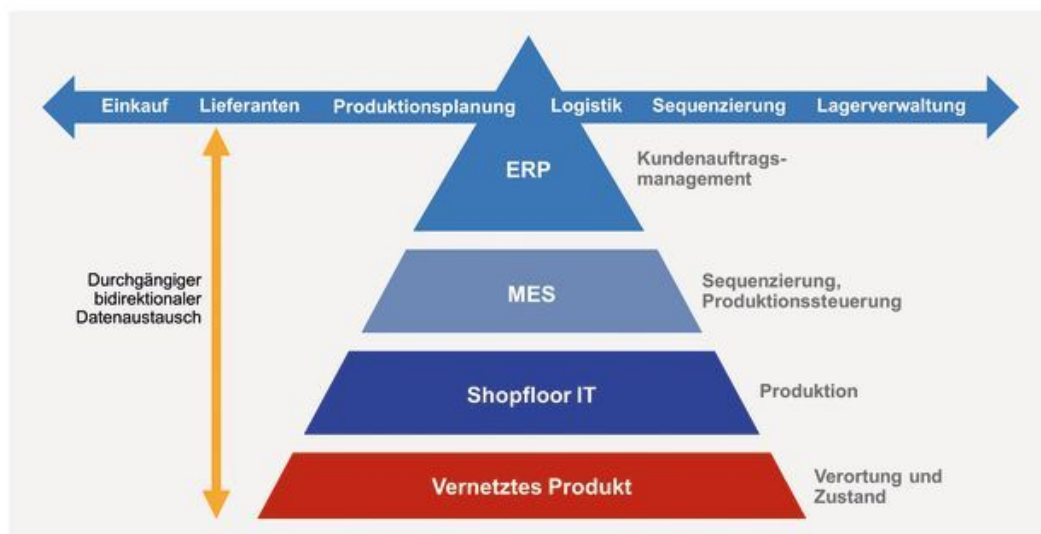 Einkauf Lieferanten Produktionsplanung Logistik Sequenzierung Lagerverwaltung
ERP
Kundenauftrags-
management
Durchgängiger
bidirektionaler
Datenaustausch
MES
Sequenzierung,
Produktionssteuerung
Shopfloor IT
Produktion
Vernetztes Produkt
Verortung und
Zustand